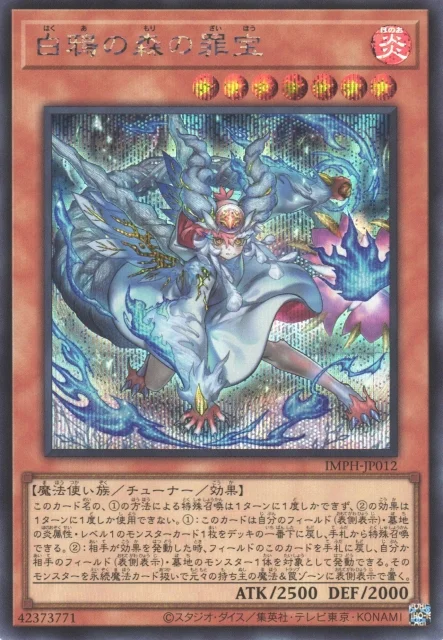 白鴉の森の罪宝
炎
IMPH-JP012
【魔法使い族／チューナー／効果】
このカード名の、①の方法による特殊召喚は1ターンに1度しかできず、②の効果
は1ターンに1度しか使用できない。①:このカードは自分のフィールド(表側表示)・墓地
の炎属性・レベル1のモンスターカード1枚をデッキの一番下に戻し、手札から特殊召
喚できる。②:相手が効果を発動した時、フィールドのこのカードを手札に戻し、自分か
相手のフィールド(表側表示)・墓地のモンスター1体を対象として発動できる。その
モンスターを永続魔法カード扱いで元々の持ち主の魔法&罠ゾーンに表側表示で置く。
ATK/2500 DEF/2000
42373771
©スタジオ・ダイス/集英社・テレビ東京・KONAMI